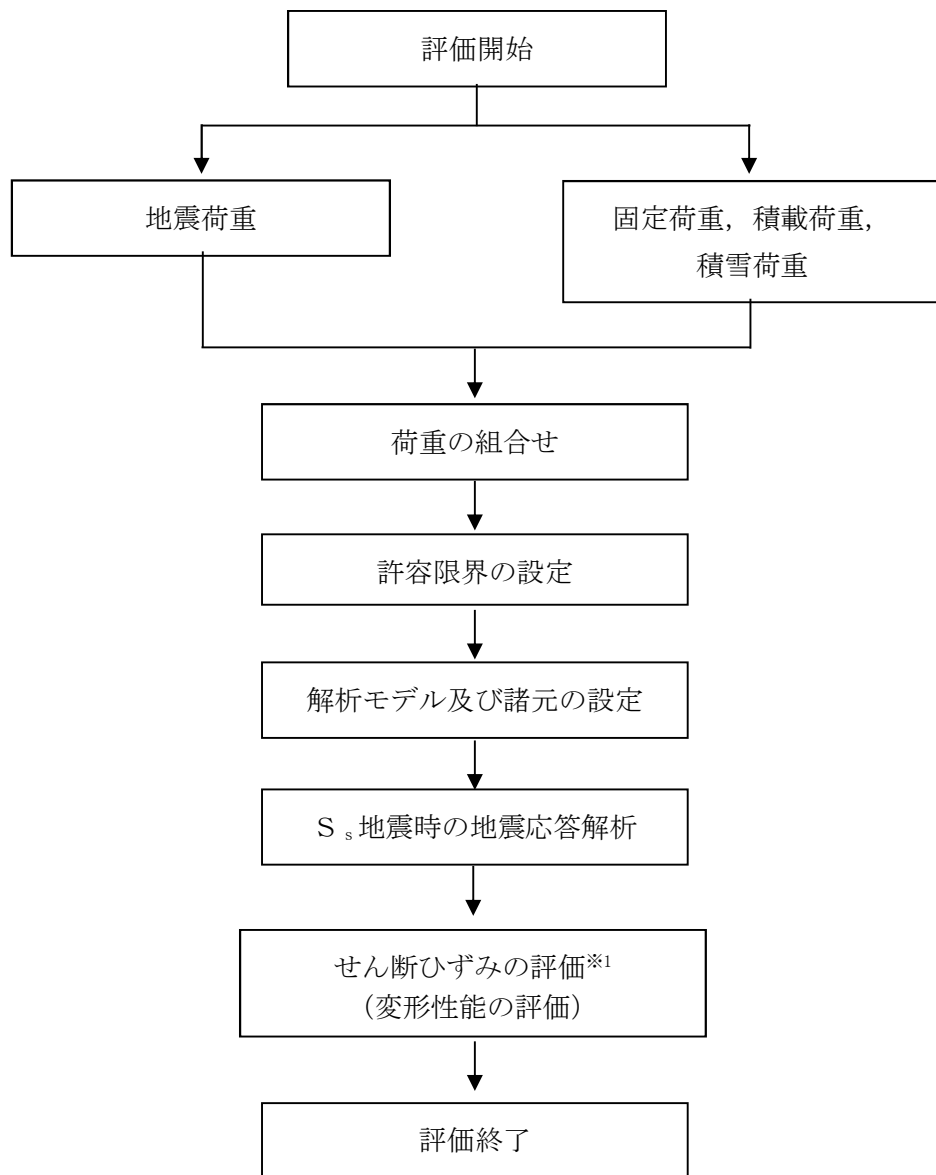 評価開始
地震荷重
固定荷重，積載荷重，
積雪荷重
荷重の組合せ
許容限界の設定
解析モデル及び諸元の設定
Ｓｓ地震時の地震応答解析
せん断ひずみの評価※1
（変形性能の評価）
評価終了